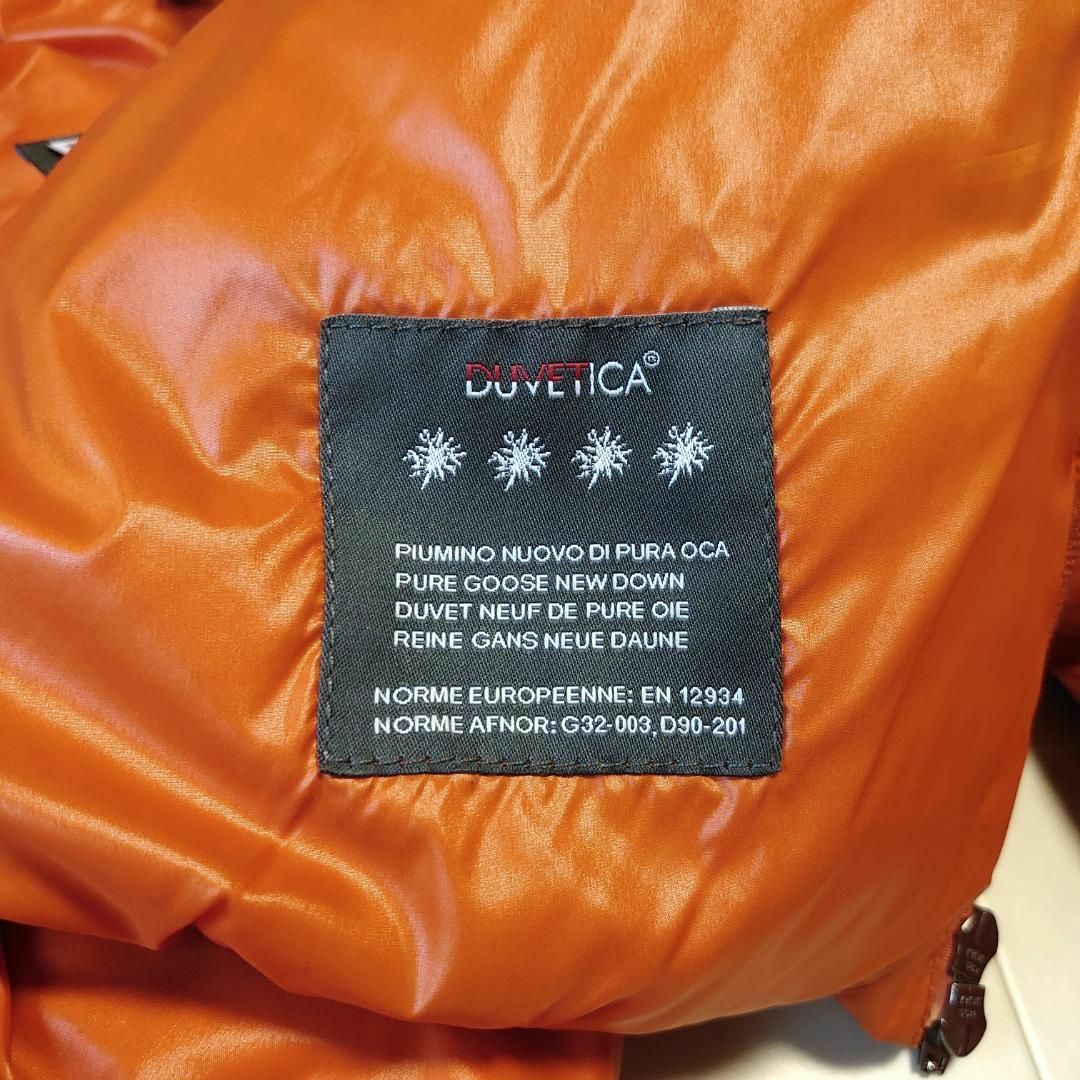 DUVETICA©
PIUMINO NUOVO DI PURA OCA
PURE GOOSE NEW DOWN
DUVET NEUF DE PURE OIE
REINE GANS NEUE DAUNE
NORME EUROPEENNE: EN 12934
NORME AFNOR: G32-003, D90-201